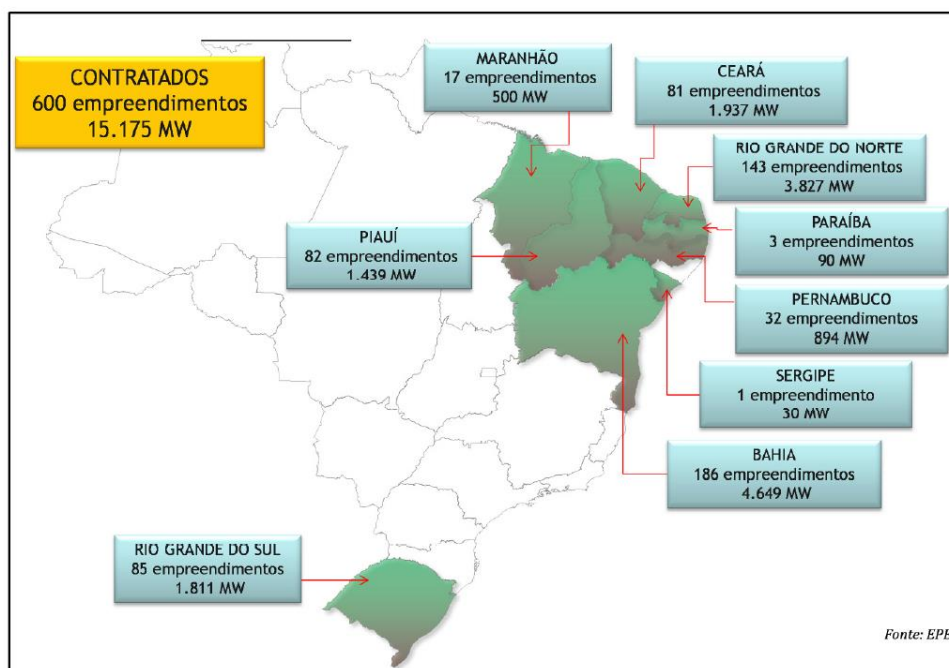 CONTRATADOS
600 empreendimentos
15.175 MW
MARANHÃO
17 empreendimentos
500 MW
CEARÁ
81 empreendimentos
1.937 MW
RIO GRANDE DO NORTE
143 empreendimentos
3.827 MW
PIAUÍ
82 empreendimentos
1.439 MW
PARAÍBA
3 empreendimentos
90 MW
PERNAMBUCO
32 empreendimentos
894 MW
SERGIPE
1 empreendimento
30 MW
BAHIA
186 empreendimentos
4.649 MW
RIO GRANDE DO SUL
85 empreendimentos
1.811 MW
Fonte: EPE